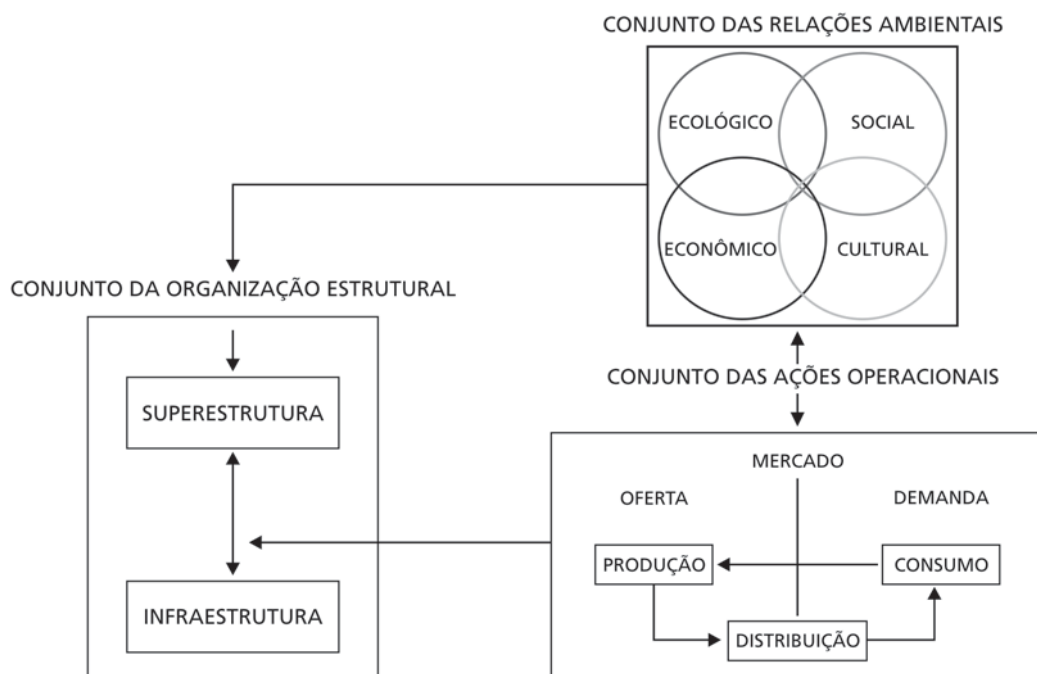 CONJUNTO DAS RELAÇÕES AMBIENTAIS
ECOLÓGICO
SOCIAL
ECONÔMICO
CULTURAL
CONJUNTO DA ORGANIZAÇÃO ESTRUTURAL
SUPERESTRUTURA
INFRAESTRUTURA
CONJUNTO DAS AÇÕES OPERACIONAIS
MERCADO
OFERTA
DEMANDA
PRODUÇÃO
CONSUMO
DISTRIBUIÇÃO